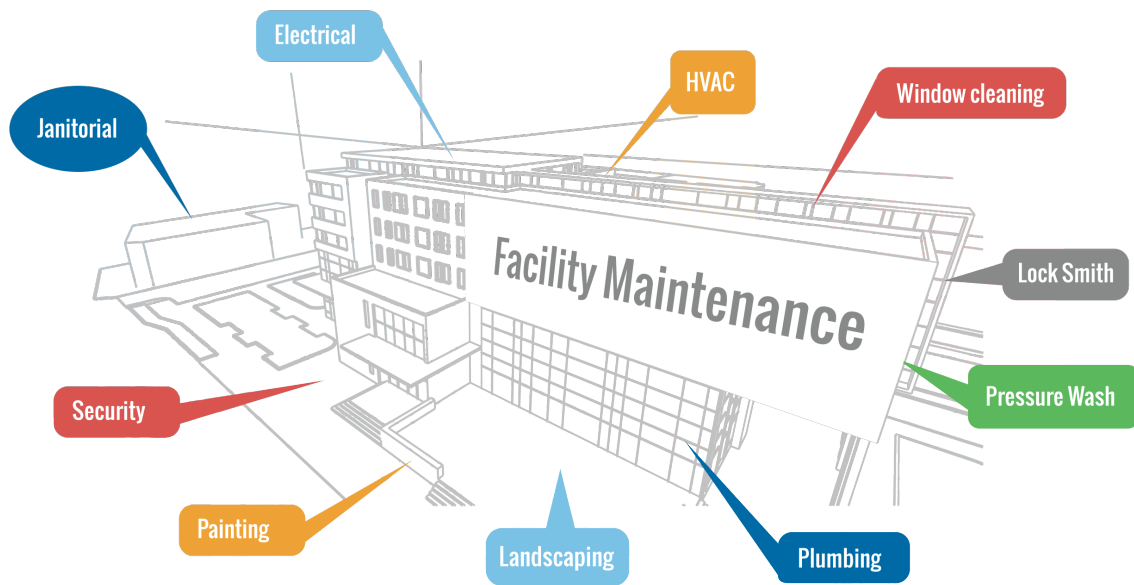 Electrical
HVAC
Window cleaning
Janitorial
Facility Maintenance
Lock Smith
Pressure Wash
Security
Painting
Landscaping
Plumbing